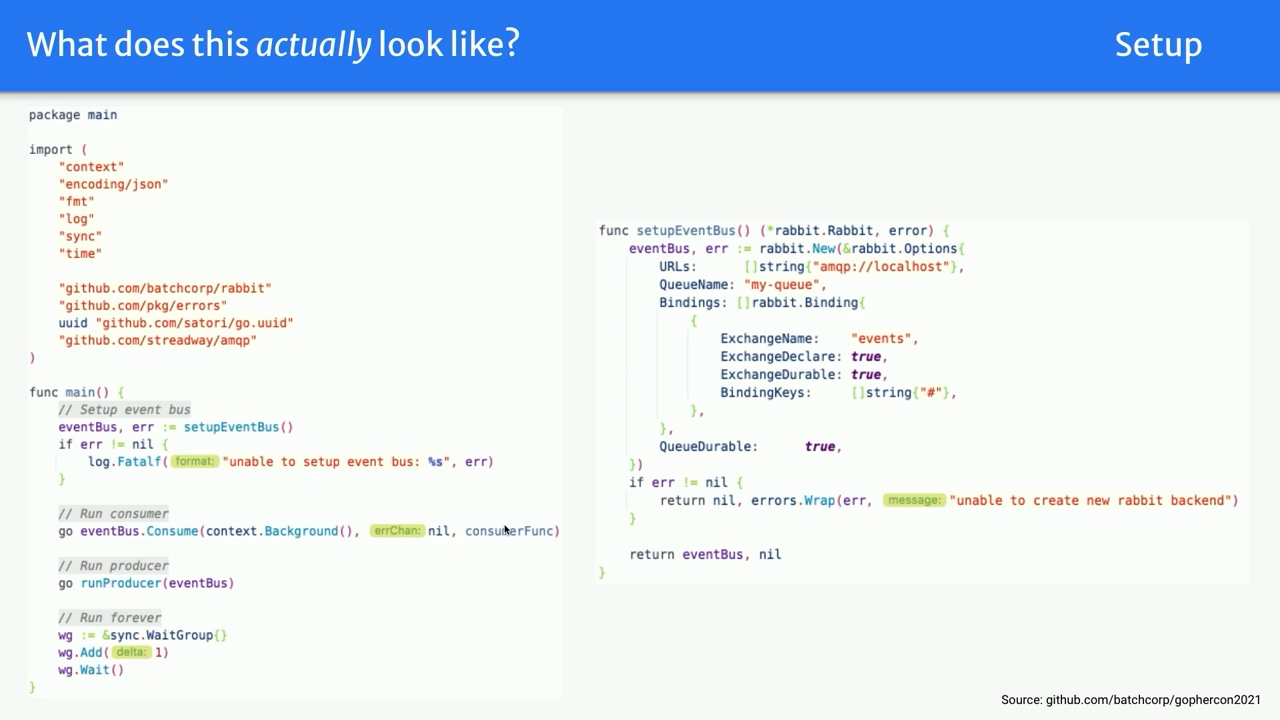 What does this actually look like?
Setup
package main
import (
"context"
"encoding/json"
"fmt"
"log"
"sync"
"time"
"github.com/batchcorp/rabbit"
"github.com/pkg/errors"
uuid "github.com/satori/go.uuid"
"github.com/streadway/amqp"
)
func main() {
// Setup event bus
eventBus, err := setupEventBus()
if err != nil {
log.Fatalf( format: "unable to setup event bus: %s", err)
}
// Run consumer
go eventBus.Consume(context.Background(), errChan: nil, consumerFunc)
// Run producer
go runProducer(eventBus)
// Run forever
wg := &sync.WaitGroup{}
wg.Add( delta: 1)
wg.Wait()
}
func setupEventBus() (*rabbit.Rabbit, error) {
eventBus, err := rabbit.New(&rabbit.Options{
URLs: []string{"amqp://localhost"},
QueueName: "my-queue",
Bindings: []rabbit.Binding{
{
ExchangeName: "events",
ExchangeDeclare: true,
ExchangeDurable: true,
BindingKeys: []string{"#"},
},
},
QueueDurable: true,
})
if err != nil {
return nil, errors.Wrap(err, message: "unable to create new rabbit backend")
}
return eventBus, nil
}
Source: github.com/batchcorp/gophercon2021